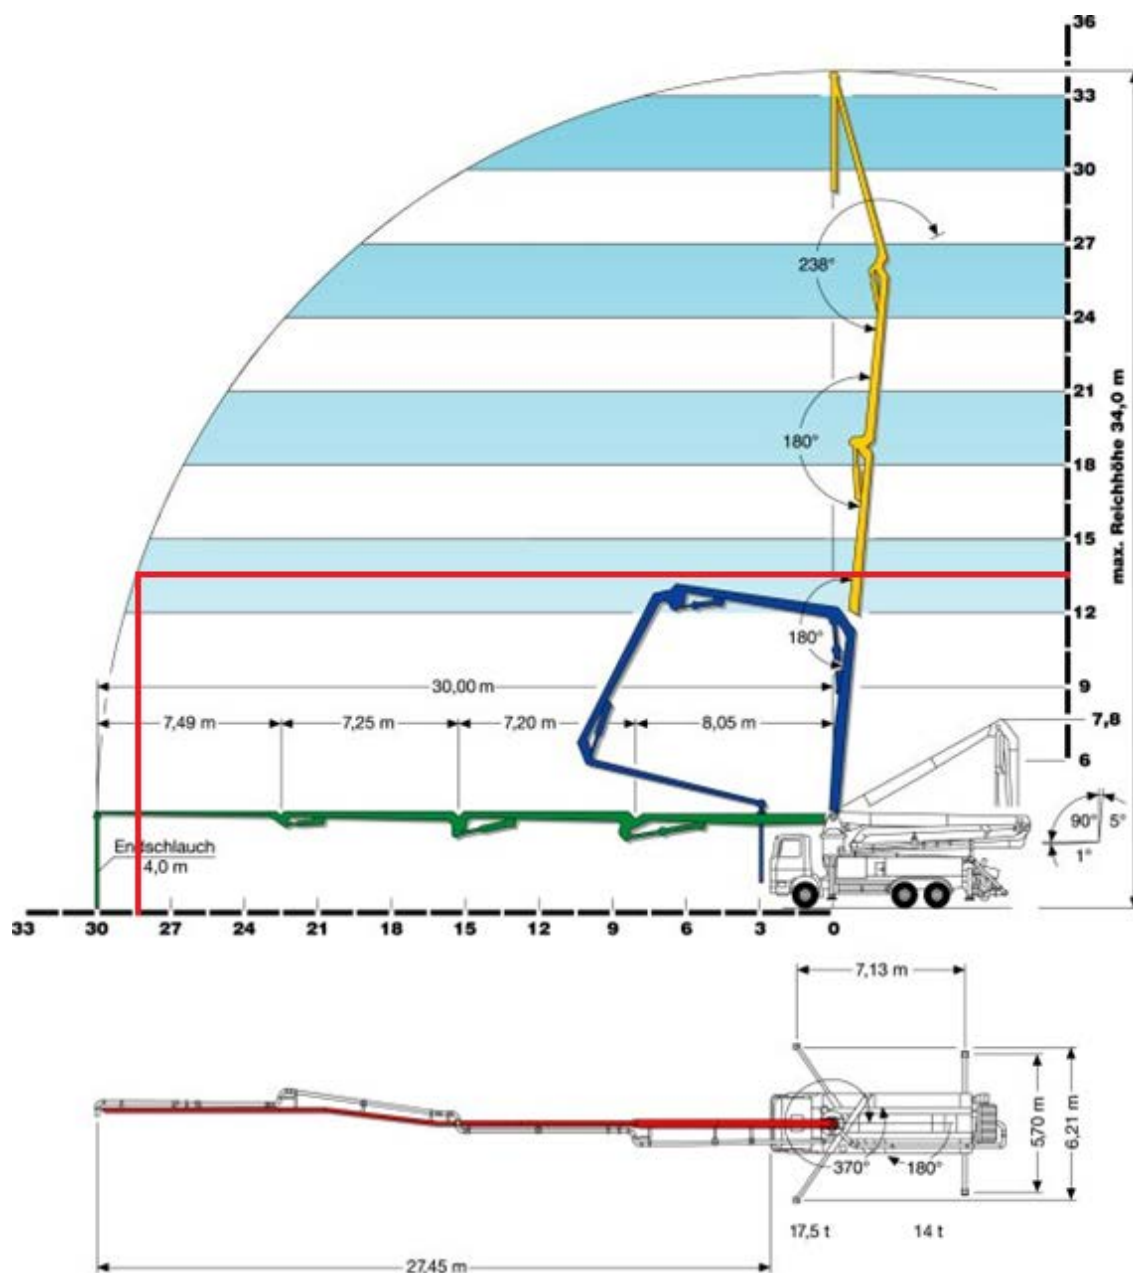 36
33
30
27
238°
24
21
max. Reichhöhe 34,0 m
180°
18
15
12
180°
30,00 m
9
7,49 m
7,25 m
7,20 m
8,05 m
7,8
6
90°
5°
1°
A
Endschlauch
4,0 m
33 30 27 24 21 18 15 12 9 6 3 0
7,13 m
5,70 m
6,21 m
370°
180°
17,5 t
14 t
27,45 m